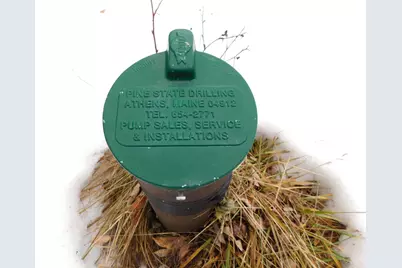 PINE STATE DRILLING
ATHENS, MAINE 04912
TEL. 654-2771
PUMP SALES, SERVICE
& INSTALLATIONS